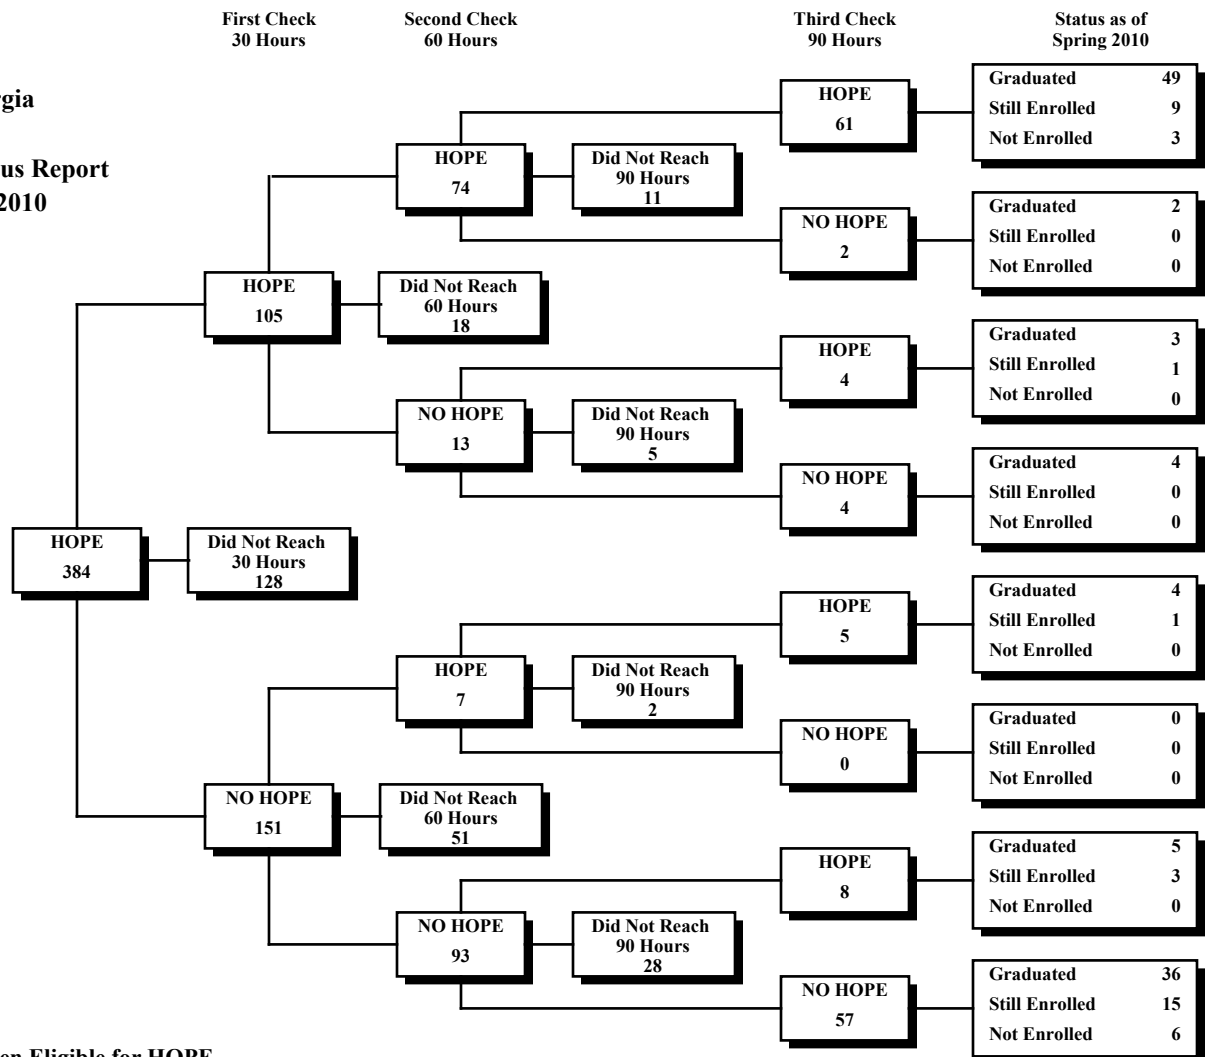 First Check
30 Hours
Second Check
60 Hours
Third Check
90 Hours
Status as of
Spring 2010
us Report
2010
HOPE
384
Did Not Reach
30 Hours
128
HOPE
105
Did Not Reach
60 Hours
18
NO HOPE
151
Did Not Reach
60 Hours
51
HOPE
74
Did Not Reach
90 Hours
11
NO HOPE
13
Did Not Reach
90 Hours
5
HOPE
7
Did Not Reach
90 Hours
2
NO HOPE
93
Did Not Reach
90 Hours
28
HOPE
61
Graduated 49
Still Enrolled 9
Not Enrolled 3
NO HOPE
2
Graduated 2
Still Enrolled 0
Not Enrolled 0
HOPE
4
Graduated 3
Still Enrolled 1
Not Enrolled 0
NO HOPE
4
Graduated 4
Still Enrolled 0
Not Enrolled 0
HOPE
5
Graduated 4
Still Enrolled 1
Not Enrolled 0
NO HOPE
0
Graduated 0
Still Enrolled 0
Not Enrolled 0
HOPE
8
Graduated 5
Still Enrolled 3
Not Enrolled 0
NO HOPE
57
Graduated 36
Still Enrolled 15
Not Enrolled 6
Eligible for HOPE